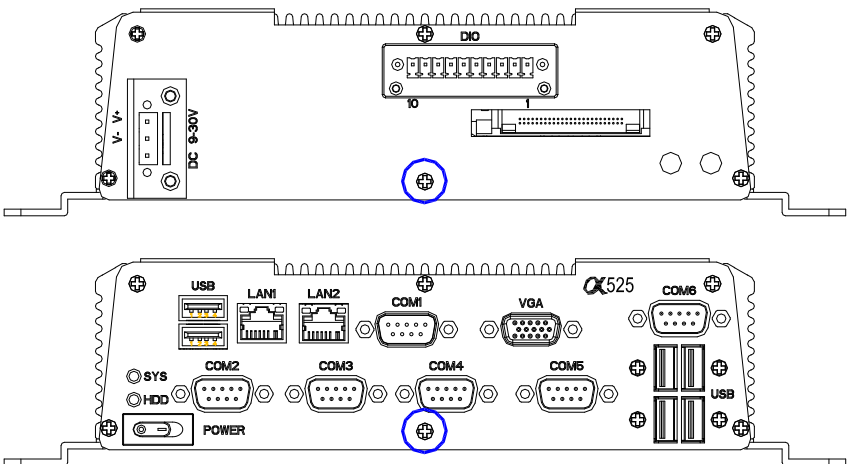 DIO
10 1
V- V+
DC 9-30V
USB LAN1 LAN2
COM1
VGA
α525
COM6
SYS
HDD
COM2 COM3 COM4 COM5
USB
POWER